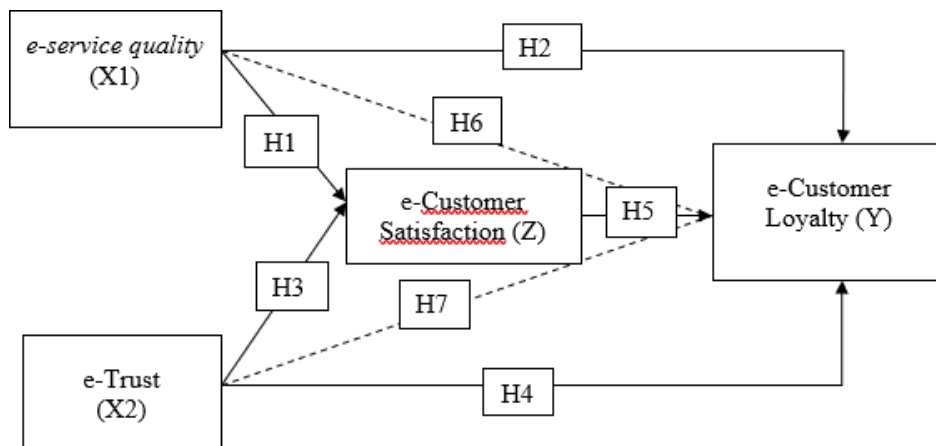 e-service quality
(X1)
H2
H6
H1
e-Customer
Satisfaction (Z)
H5
e-Customer
Loyalty (Y)
H3
H7
e-Trust
(X2)
H4